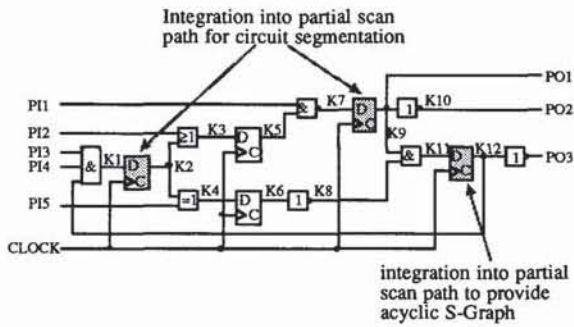 Integration into partial scan
path for circuit segmentation
PO1
PI1 & K7 D C 1 K10 PO2
PI2 ≥1 K3 D C K5 K9
PI3 K11 K12
PI4 & K1 D C K2 & D C 1 PO3
K4 K6 K8
PI5 =1 D C 1
CLOCK
integration into partial
scan path to provide
acyclic S-Graph